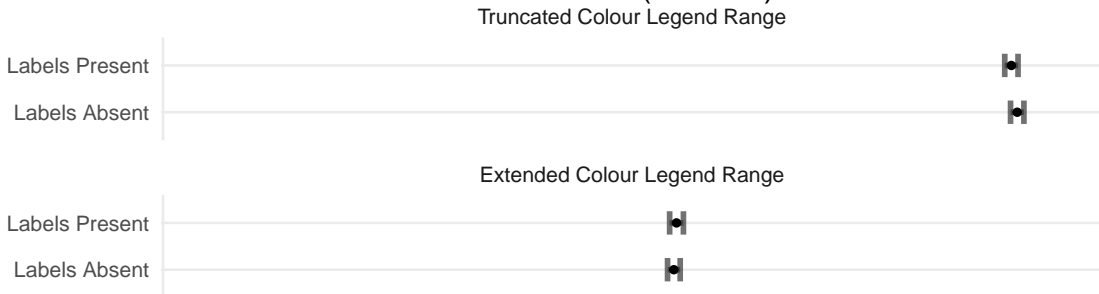 Truncated Colour Legend Range
Labels Present
Labels Absent
Extended Colour Legend Range
Labels Present
Labels Absent